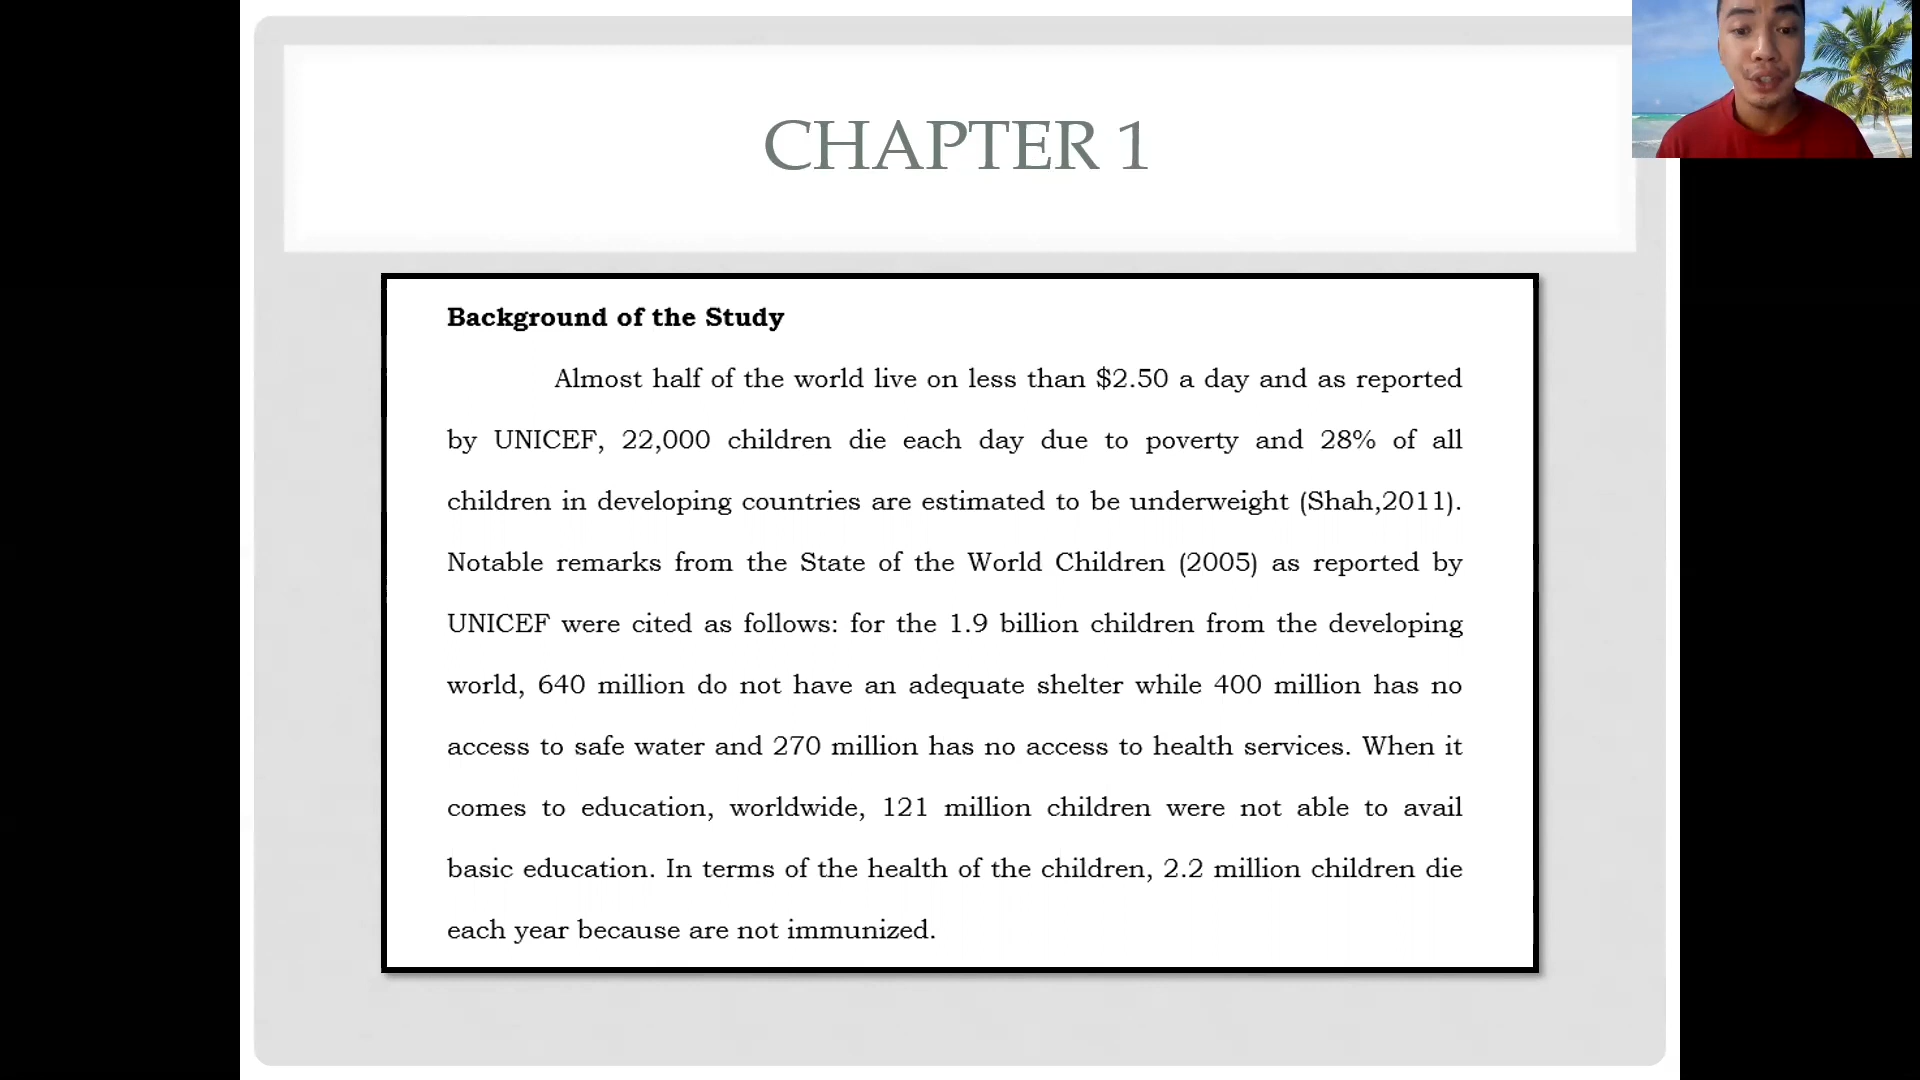 CHAPTER 1
Background of the Study
Almost half of the world live on less than $2.50 a day and as reported
by UNICEF, 22,000 children die each day due to poverty and 28% of all
children in developing countries are estimated to be underweight (Shah,2011).
Notable remarks from the State of the World Children (2005) as reported by
UNICEF were cited as follows: for the 1.9 billion children from the developing
world, 640 million do not have an adequate shelter while 400 million has no
access to safe water and 270 million has no access to health services. When it
comes to education, worldwide, 121 million children were not able to avail
basic education. In terms of the health of the children, 2.2 million children die
each year because are not immunized.